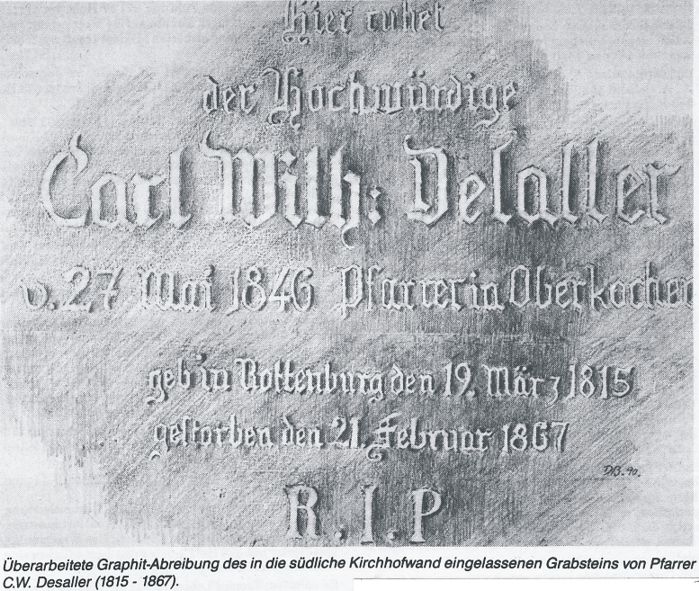 Hier ruhet
der Hochwürdige
Carl Wilh: Deſaller
v. 27 Mai 1846 Pfarrer in Oberkochen
geb in Rottenburg den 19. März 1815
geſtorben den 21. Februar 1867
DB. 90.
R. I. P
Überarbeitete Graphit-Abreibung des in die südliche Kirchhofwand eingelassenen Grabsteins von Pfarrer
C.W. Desaller (1815 - 1867).